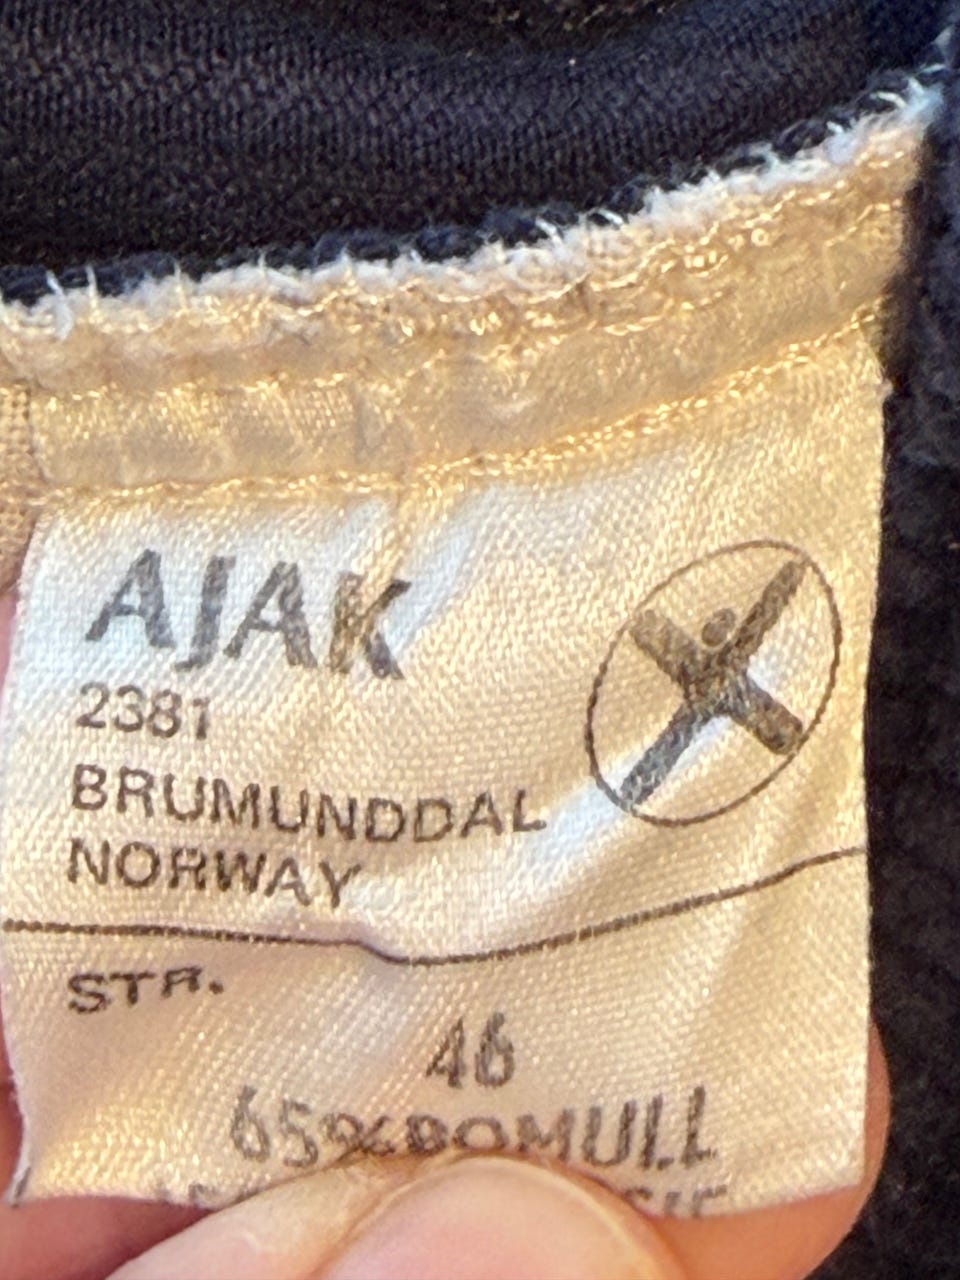 AJAK
2381
BRUMUNDDAL
NORWAY
STR.
46
65% BOMULL